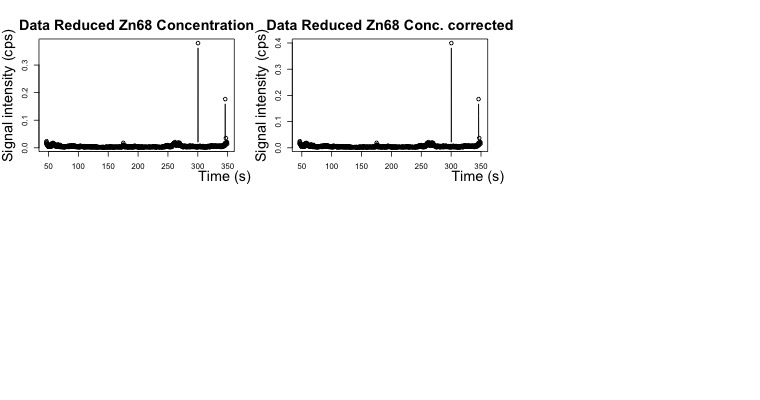 Data Reduced Zn68 Concentration
Signal intensity (cps)
0.3
0.2
0.1
0.0
50 100 150 200 250 300 350
Time (s)
Data Reduced Zn68 Conc. corrected
Signal intensity (cps)
0.4
0.3
0.2
0.1
0.0
50 100 150 200 250 300 350
Time (s)